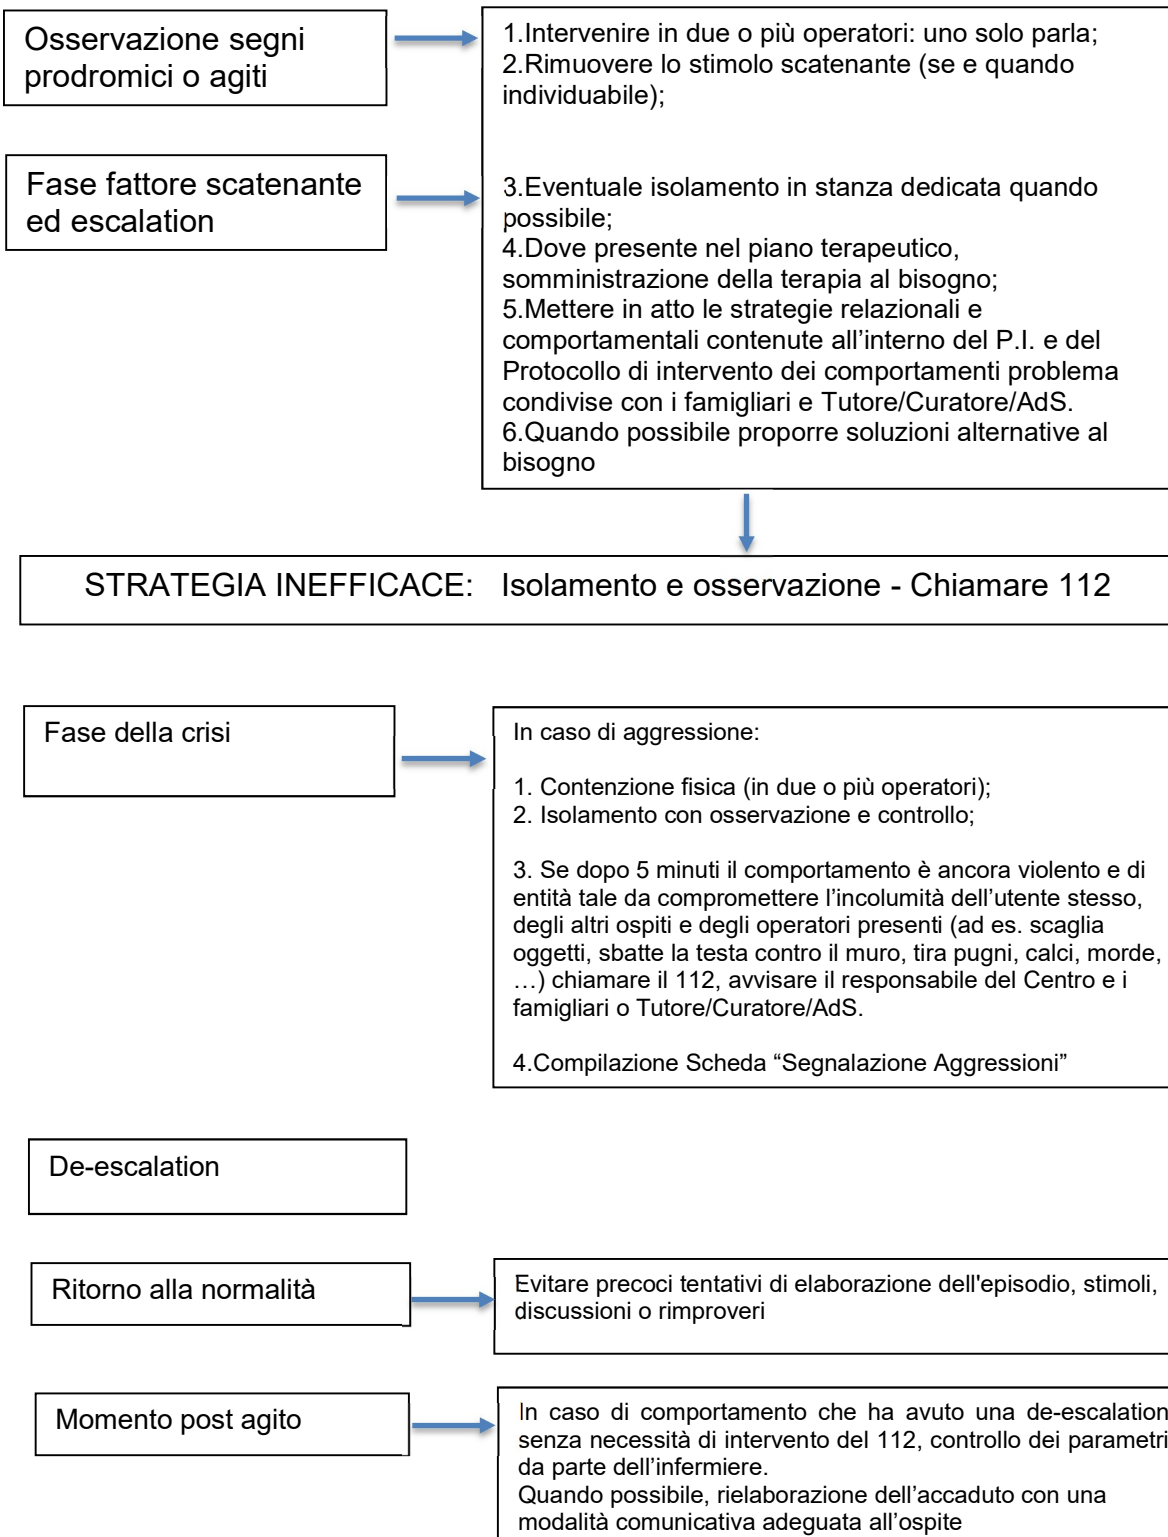 Osservazione segni
prodromici o agiti
1.Intervenire in due o più operatori: uno solo parla;
2.Rimuovere lo stimolo scatenante (se e quando
individuabile);
Fase fattore scatenante
ed escalation
3.Eventuale isolamento in stanza dedicata quando
possibile;
4.Dove presente nel piano terapeutico,
somministrazione della terapia al bisogno;
5.Mettere in atto le strategie relazionali e
comportamentali contenute all’interno del P.I. e del
Protocollo di intervento dei comportamenti problema
condivise con i famigliari e Tutore/Curatore/AdS.
6.Quando possibile proporre soluzioni alternative al
bisogno
STRATEGIA INEFFICACE: Isolamento e osservazione - Chiamare 112
Fase della crisi
In caso di aggressione:
1. Contenzione fisica (in due o più operatori);
2. Isolamento con osservazione e controllo;
3. Se dopo 5 minuti il comportamento è ancora violento e di
entità tale da compromettere l’incolumità dell’utente stesso,
degli altri ospiti e degli operatori presenti (ad es. scaglia
oggetti, sbatte la testa contro il muro, tira pugni, calci, morde,
…) chiamare il 112, avvisare il responsabile del Centro e i
famigliari o Tutore/Curatore/AdS.
4.Compilazione Scheda “Segnalazione Aggressioni”
De-escalation
Ritorno alla normalità
Evitare precoci tentativi di elaborazione dell'episodio, stimoli,
discussioni o rimproveri
Momento post agito
In caso di comportamento che ha avuto una de-escalation
senza necessità di intervento del 112, controllo dei parametri
da parte dell’infermiere.
Quando possibile, rielaborazione dell’accaduto con una
modalità comunicativa adeguata all’ospite